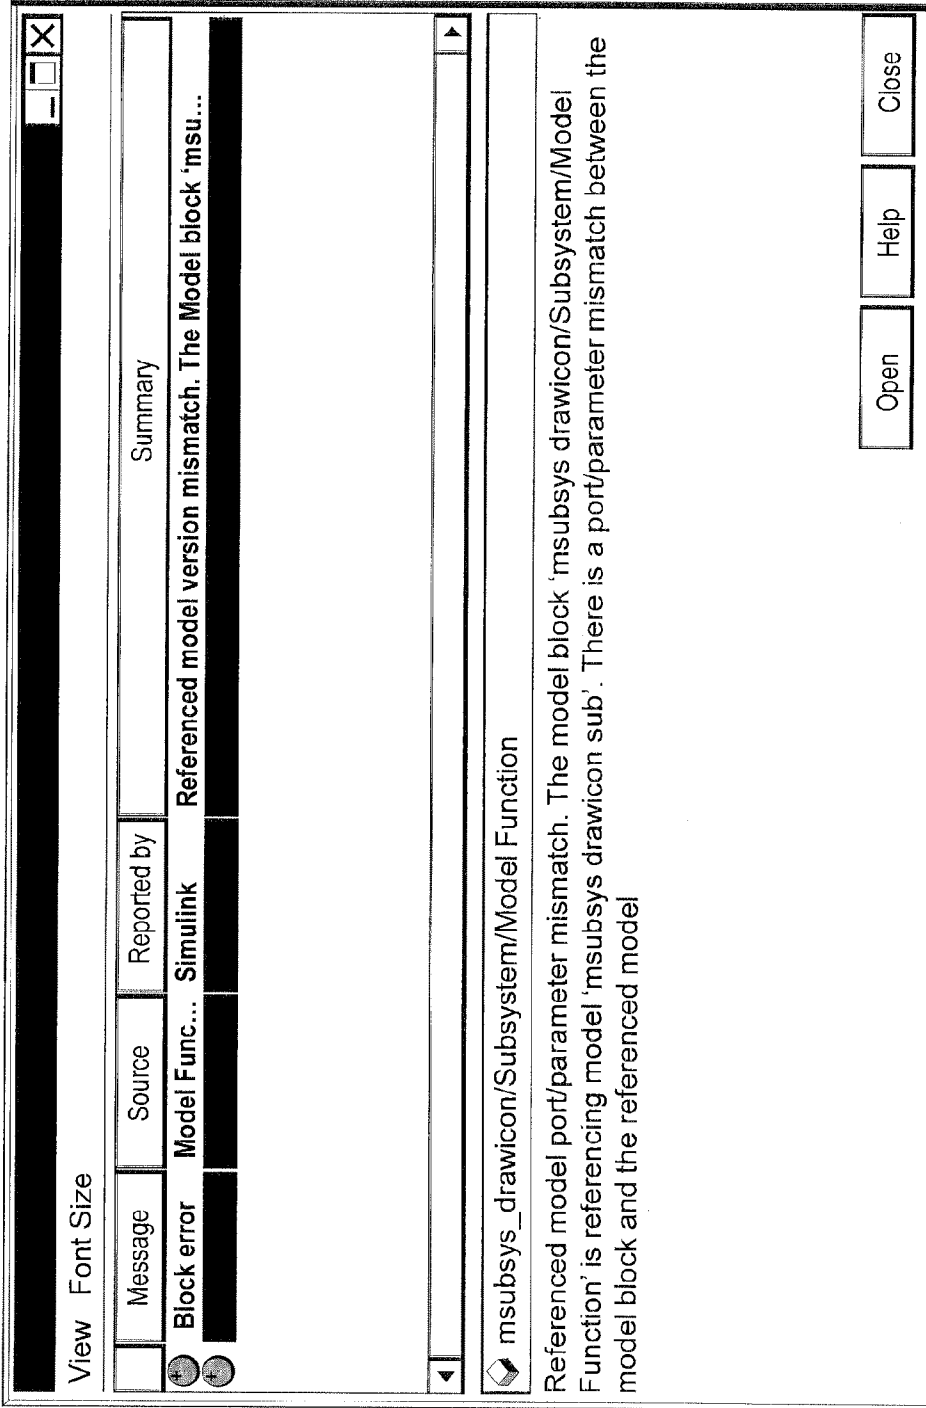 View Font Size
Message Source Reported by Summary
Block error Model Func... Simulink Referenced model version mismatch. The Model block ‘msu...
msubsys_drawicon/Subsystem/Model Function
Referenced model port/parameter mismatch. The model block ‘msubsys drawicon/Subsystem/Model
Function’ is referencing model ‘msubsys drawicon sub’. There is a port/parameter mismatch between the
model block and the referenced model
Open Help Close